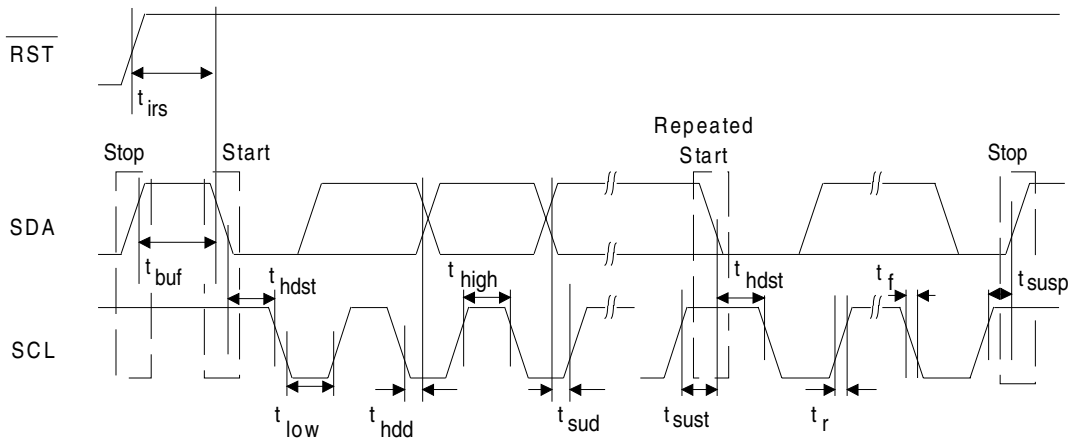 RST
t irs
Repeated
Stop Start Start Stop
SDA
t buf t hdst t high t hdst t f t susp
SCL
t low t hdd t sud t sust t r